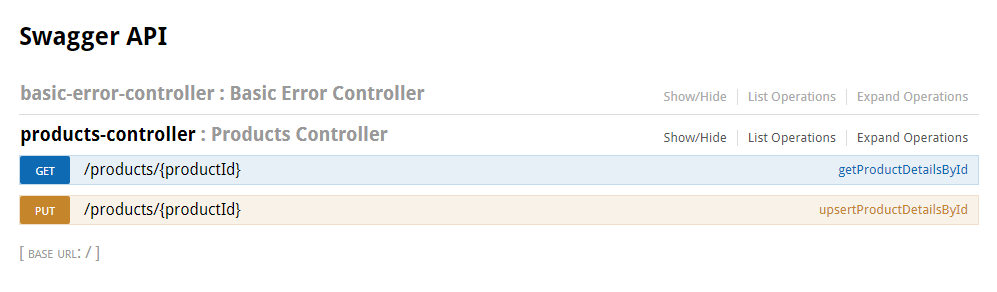 Swagger API
basic-error-controller : Basic Error Controller Show/Hide List Operations Expand Operations
products-controller : Products Controller Show/Hide List Operations Expand Operations
GET /products/{productId} getProductDetailsById
PUT /products/{productId} upsertProductDetailsById
[ BASE URL: / ]